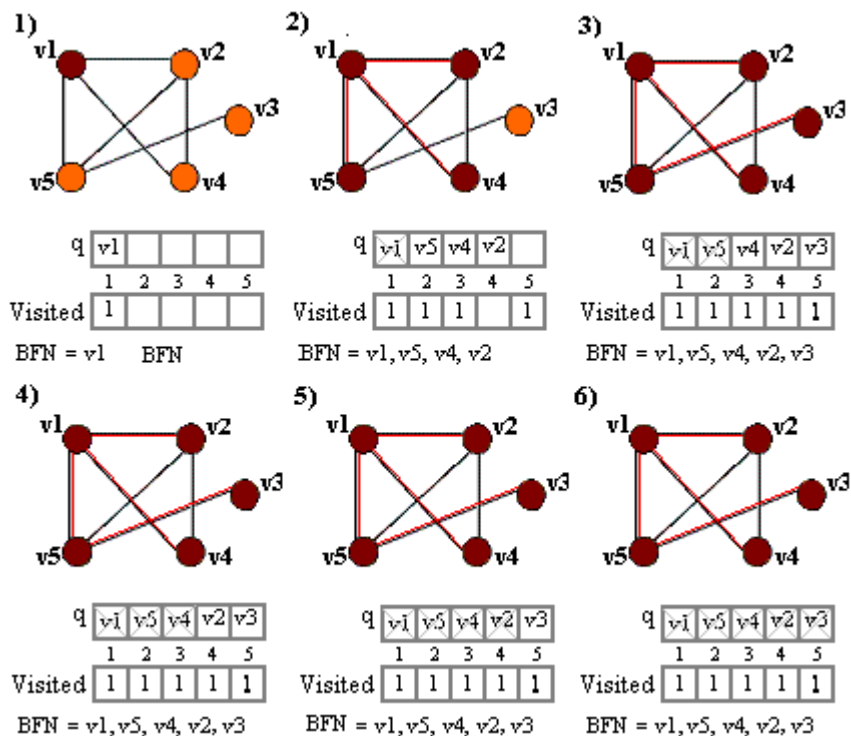 1)
v1 v2
v3
v5 v4
q v1
1 2 3 4 5
Visited 1
BFN = v1 BFN
2)
v1 v2
v3
v5 v4
q v1 v5 v4 v2
1 2 3 4 5
Visited 1 1 1 1
BFN = v1, v5, v4, v2
3)
v1 v2
v3
v5 v4
q v1 v5 v4 v2 v3
1 2 3 4 5
Visited 1 1 1 1 1
BFN = v1, v5, v4, v2, v3
4)
v1 v2
v3
v5 v4
q v1 v5 v4 v2 v3
1 2 3 4 5
Visited 1 1 1 1 1
BFN = v1, v5, v4, v2, v3
5)
v1 v2
v3
v5 v4
q v1 v5 v4 v2 v3
1 2 3 4 5
Visited 1 1 1 1 1
BFN = v1, v5, v4, v2, v3
6)
v1 v2
v3
v5 v4
q v1 v5 v4 v2 v3
1 2 3 4 5
Visited 1 1 1 1 1
BFN = v1, v5, v4, v2, v3